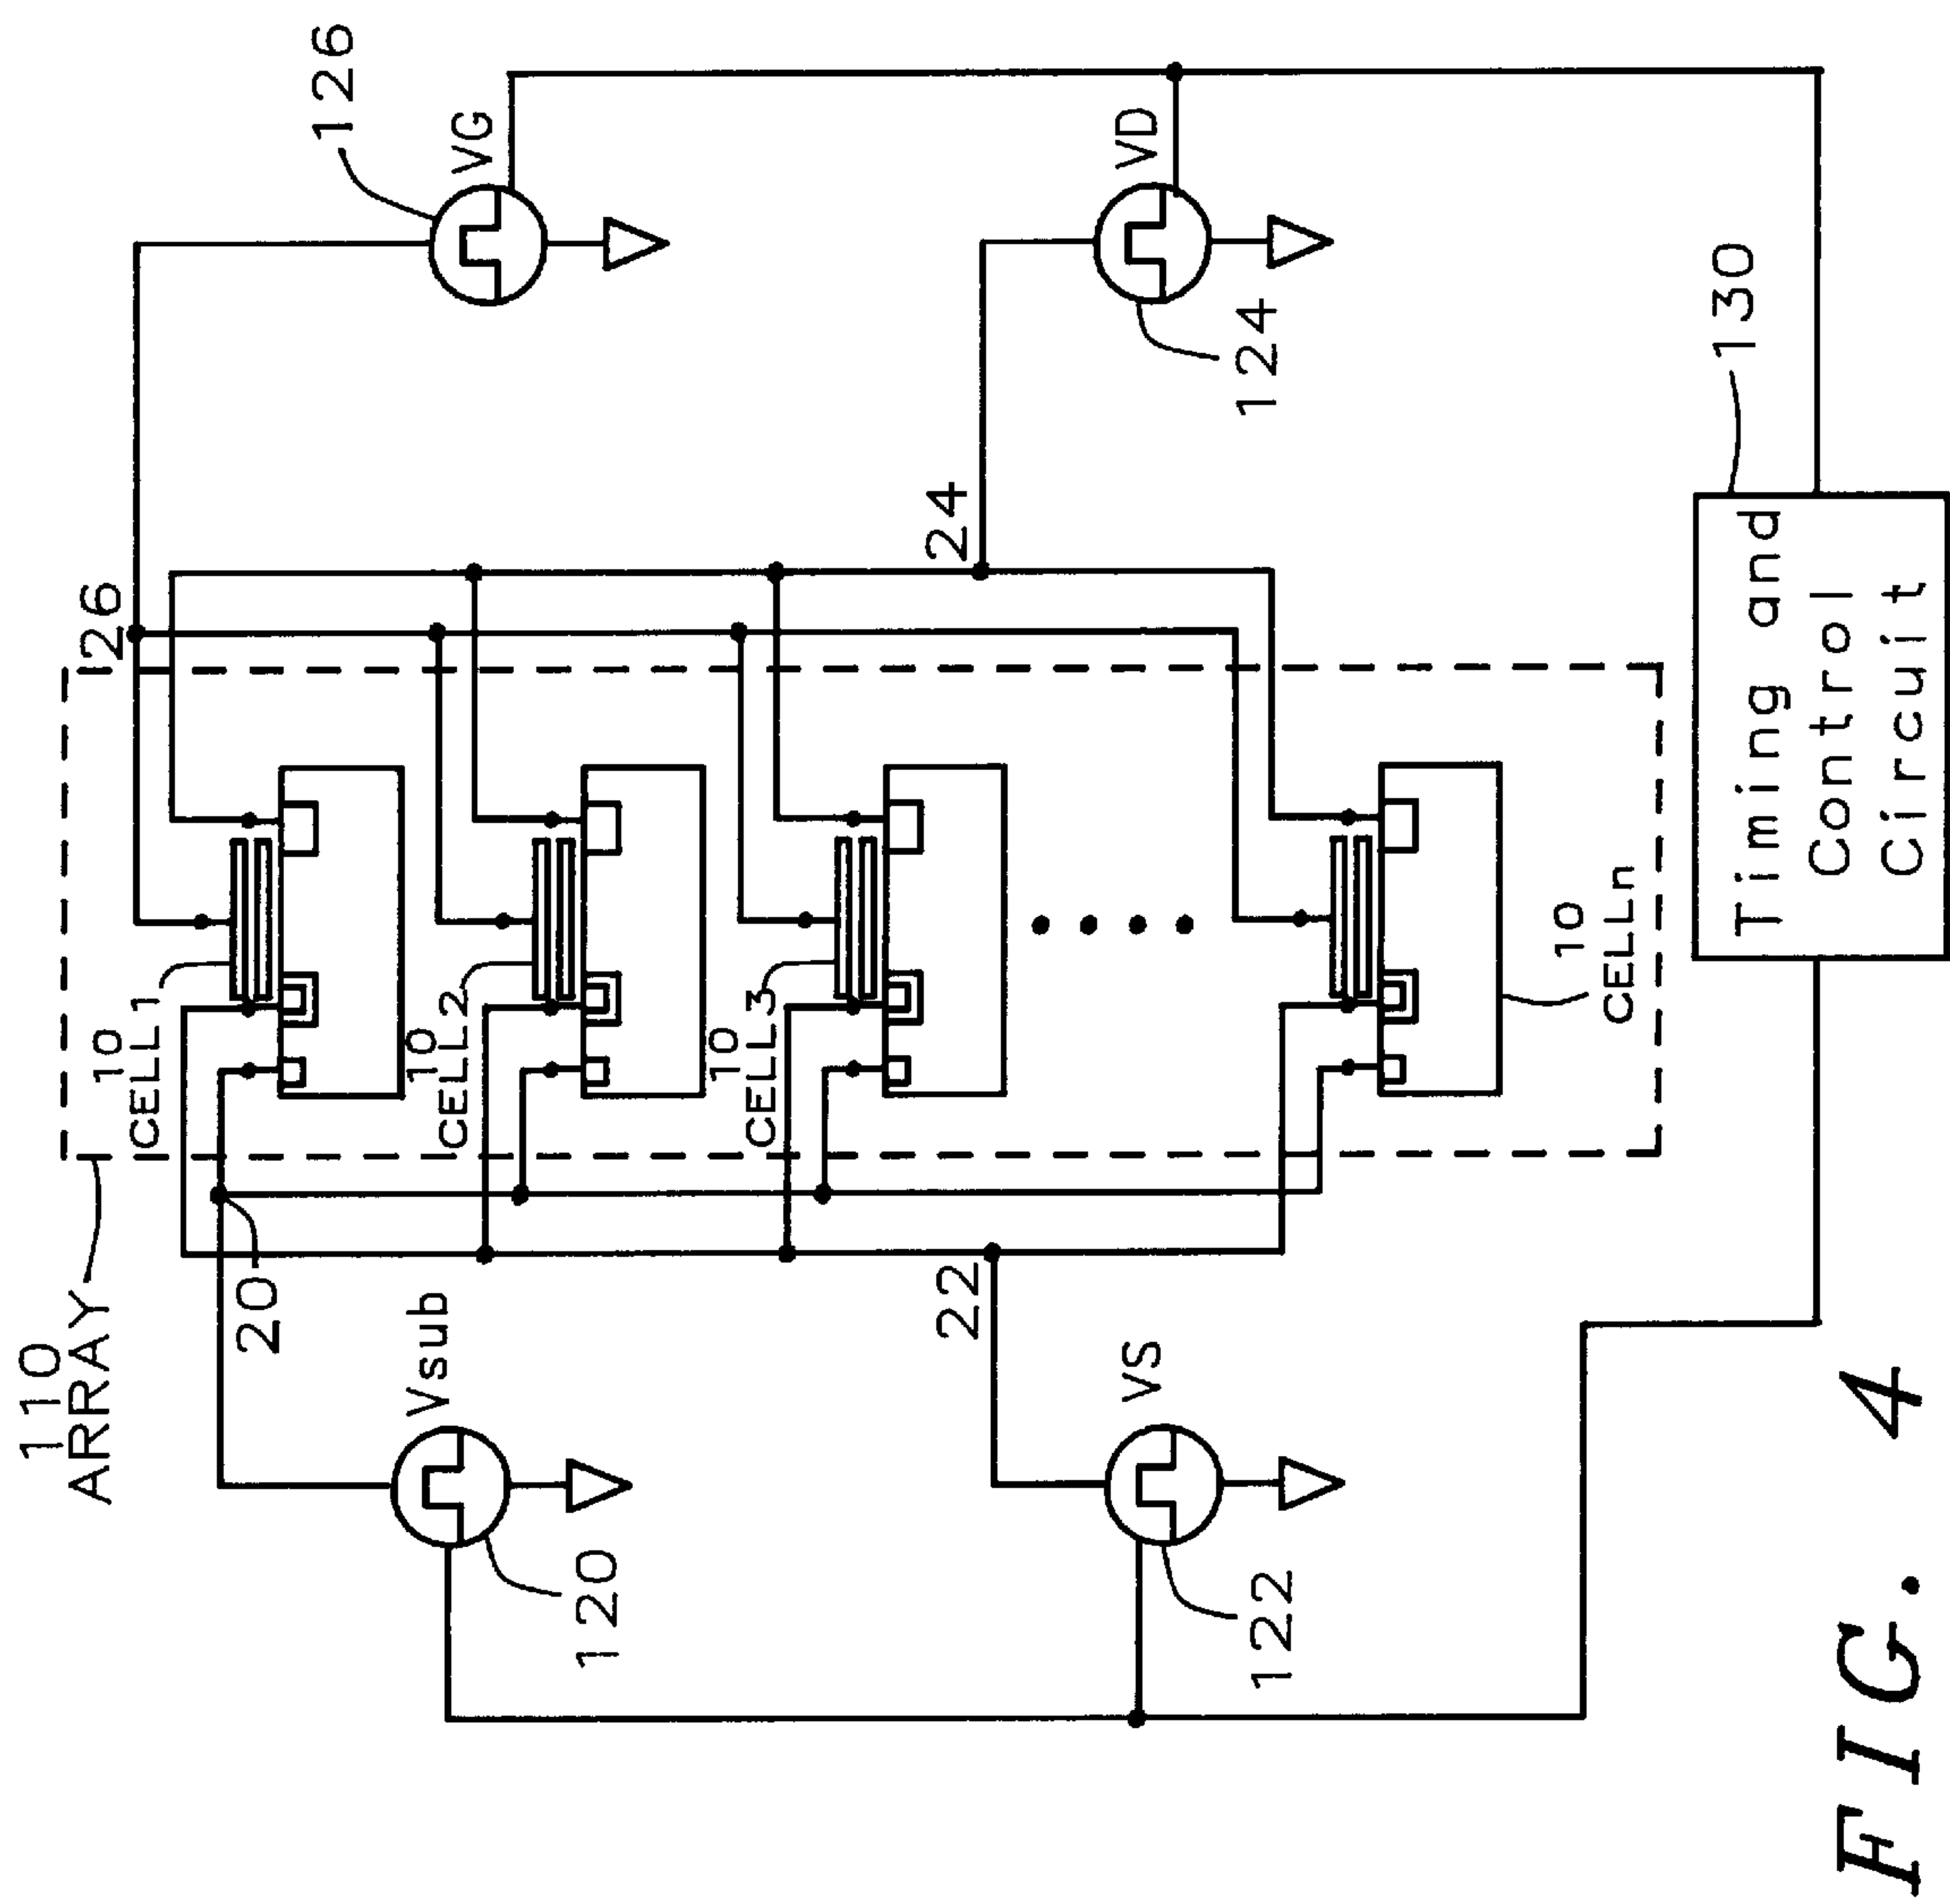 110
ARRAY
20
Vsub
120
22
VS
122
10
CELL1
10
CELL2
10
CELL3
10
CELLn
26
24
126
VG
VD
124
130
Timing and
Control
Circuit
FIG. 4